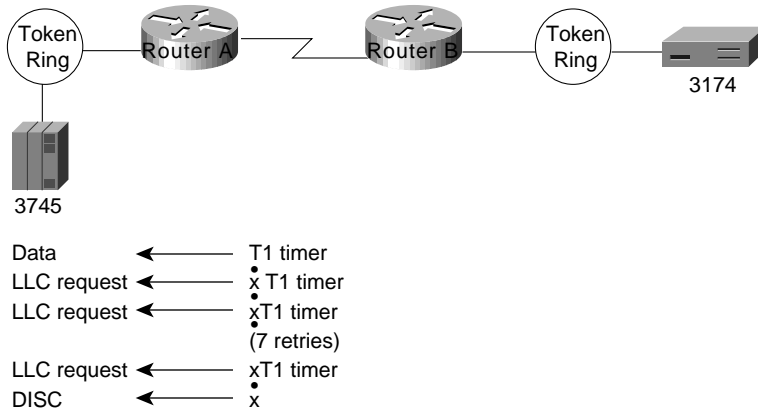 Token
Ring
Router A
Router B
Token
Ring
3174
3745
Data T1 timer
LLC request x T1 timer
LLC request xT1 timer
(7 retries)
LLC request xT1 timer
DISC x